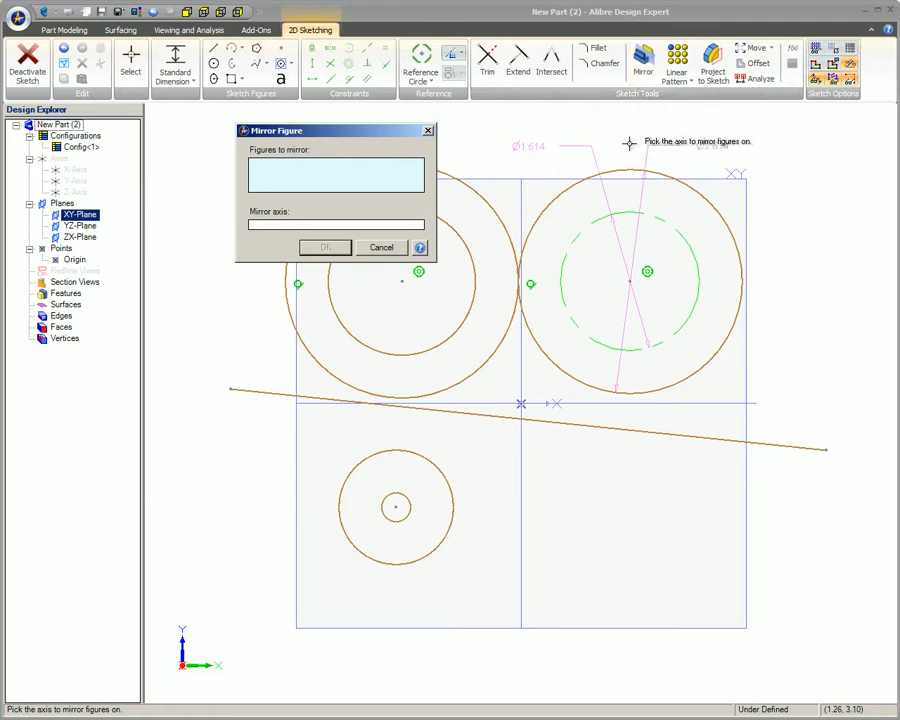 New Part (2) - Alibre Design Expert
Part Modeling
Surfacing
Viewing and Analysis
Add-Ons
2D Sketching
Deactivate
Sketch
Select
Standard
Dimension
a
Reference
Circle
Trim
Extend
Intersect
Fillet
Chamfer
Mirror
Linear
Pattern
Project
to Sketch
Move
Offset
Analyze
f(x)
Edit
Sketch Figures
Constraints
Reference
Sketch Tools
Sketch Options
Design Explorer
New Part (2)
Configurations
Config<1>
Axes
X-Axis
Y-Axis
Z-Axis
Planes
XY-Plane
YZ-Plane
ZX-Plane
Points
Origin
Redline Views
Section Views
Features
Surfaces
Edges
Faces
Vertices
Mirror Figure
Figures to mirror:
Mirror axis:
OK
Cancel
Ø1.614
Pick the axis to mirror figures on.
XY
X
Y
X
Pick the axis to mirror figures on.
Under Defined
(1.26, 3.10)